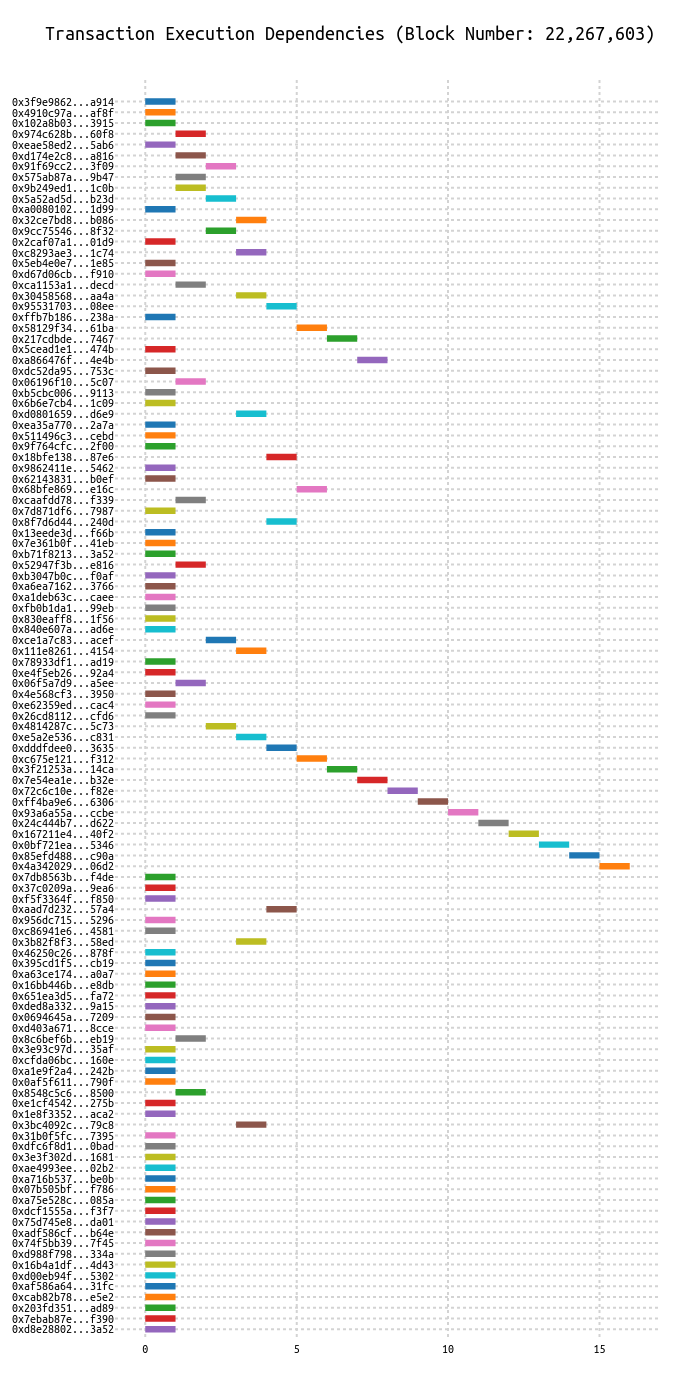 Transaction Execution Dependencies (Block Number: 22,267,603)
0x3f9e9862...a914
0x4910c97a...af8f
0x102a8b03...3915
0x974c628b...60f8
0xeae58ed2...5ab6
0xd174e2c8...a816
0x91f69cc2...3f09
0x575ab87a...9b47
0x9b249ed1...1c0b
0x5a52ad5d...b23d
0xa0080102...1d99
0x32ce7bd8...b086
0x9cc75546...8f32
0x2caf07a1...01d9
0xc8293ae3...1c74
0x5eb4e0e7...1e85
0xd67d06cb...f910
0xca1153a1...decd
0x30458568...aa4a
0x95531703...08ee
0xffb7b186...238a
0x58129f34...61ba
0x217cdbde...7467
0x5cead1e1...474b
0xa866476f...4e4b
0xdc52da95...753c
0x06196f10...5c07
0xb5cbc006...9113
0x6b6e7cb4...1c09
0xd0801659...d6e9
0xea35a770...2a7a
0x511496c3...cebd
0x9f764cfc...2f00
0x18bfe138...87e6
0x9862411e...5462
0x62143831...b0ef
0x68bfe869...e16c
0xcaafdd78...f339
0x7d871df6...7987
0x8f7d6d44...240d
0x13eede3d...f66b
0x7e361b0f...41eb
0xb71f8213...3a52
0x52947f3b...e816
0xb3047b0c...f0af
0xa6ea7162...3766
0xa1deb63c...caee
0xfb0b1da1...99eb
0x830eaff8...1f56
0x840e607a...ad6e
0xce1a7c83...acef
0x111e8261...4154
0x78933df1...ad19
0xe4f5eb26...92a4
0x06f5a7d9...a5ee
0x4e568cf3...3950
0xe62359ed...cac4
0x26cd8112...cfd6
0x4814287c...5c73
0xe5a2e536...c831
0xdddfdee0...3635
0xc675e121...f312
0x3f21253a...14ca
0x7e54ea1e...b32e
0x72c6c10e...f82e
0xff4ba9e6...6306
0x93a6a55a...ccbe
0x24c444b7...d622
0x167211e4...40f2
0x0bf721ea...5346
0x85efd488...c90a
0x4a342029...06d2
0x7db8563b...f4de
0x37c0209a...9ea6
0xf5f3364f...f850
0xaad7d232...57a4
0x956dc715...5296
0xc86941e6...4581
0x3b82f8f3...58ed
0x46250c26...878f
0x395cd1f5...cb19
0xa63ce174...a0a7
0x16bb446b...e8db
0x651ea3d5...fa72
0xded8a332...9a15
0x0694645a...7209
0xd403a671...8cce
0x8c6bef6b...eb19
0x3e93c97d...35af
0xcfda06bc...160e
0xa1e9f2a4...242b
0x0af5f611...790f
0x8548c5c6...8500
0xe1cf4542...275b
0x1e8f3352...aca2
0x3bc4092c...79c8
0x31b0f5fc...7395
0xdfc6f8d1...0bad
0x3e3f302d...1681
0xae4993ee...02b2
0xa716b537...be0b
0x07b505bf...f786
0xa75e528c...085a
0xdcf1555a...f3f7
0x75d745e8...da01
0xadf586cf...b64e
0x74f5bb39...7f45
0xd988f798...334a
0x16b4a1df...4d43
0xd00eb94f...5302
0xaf586a64...31fc
0xcab82b78...e5e2
0x203fd351...ad89
0x7ebab87e...f390
0xd8e28802...3a52
0 5 10 15